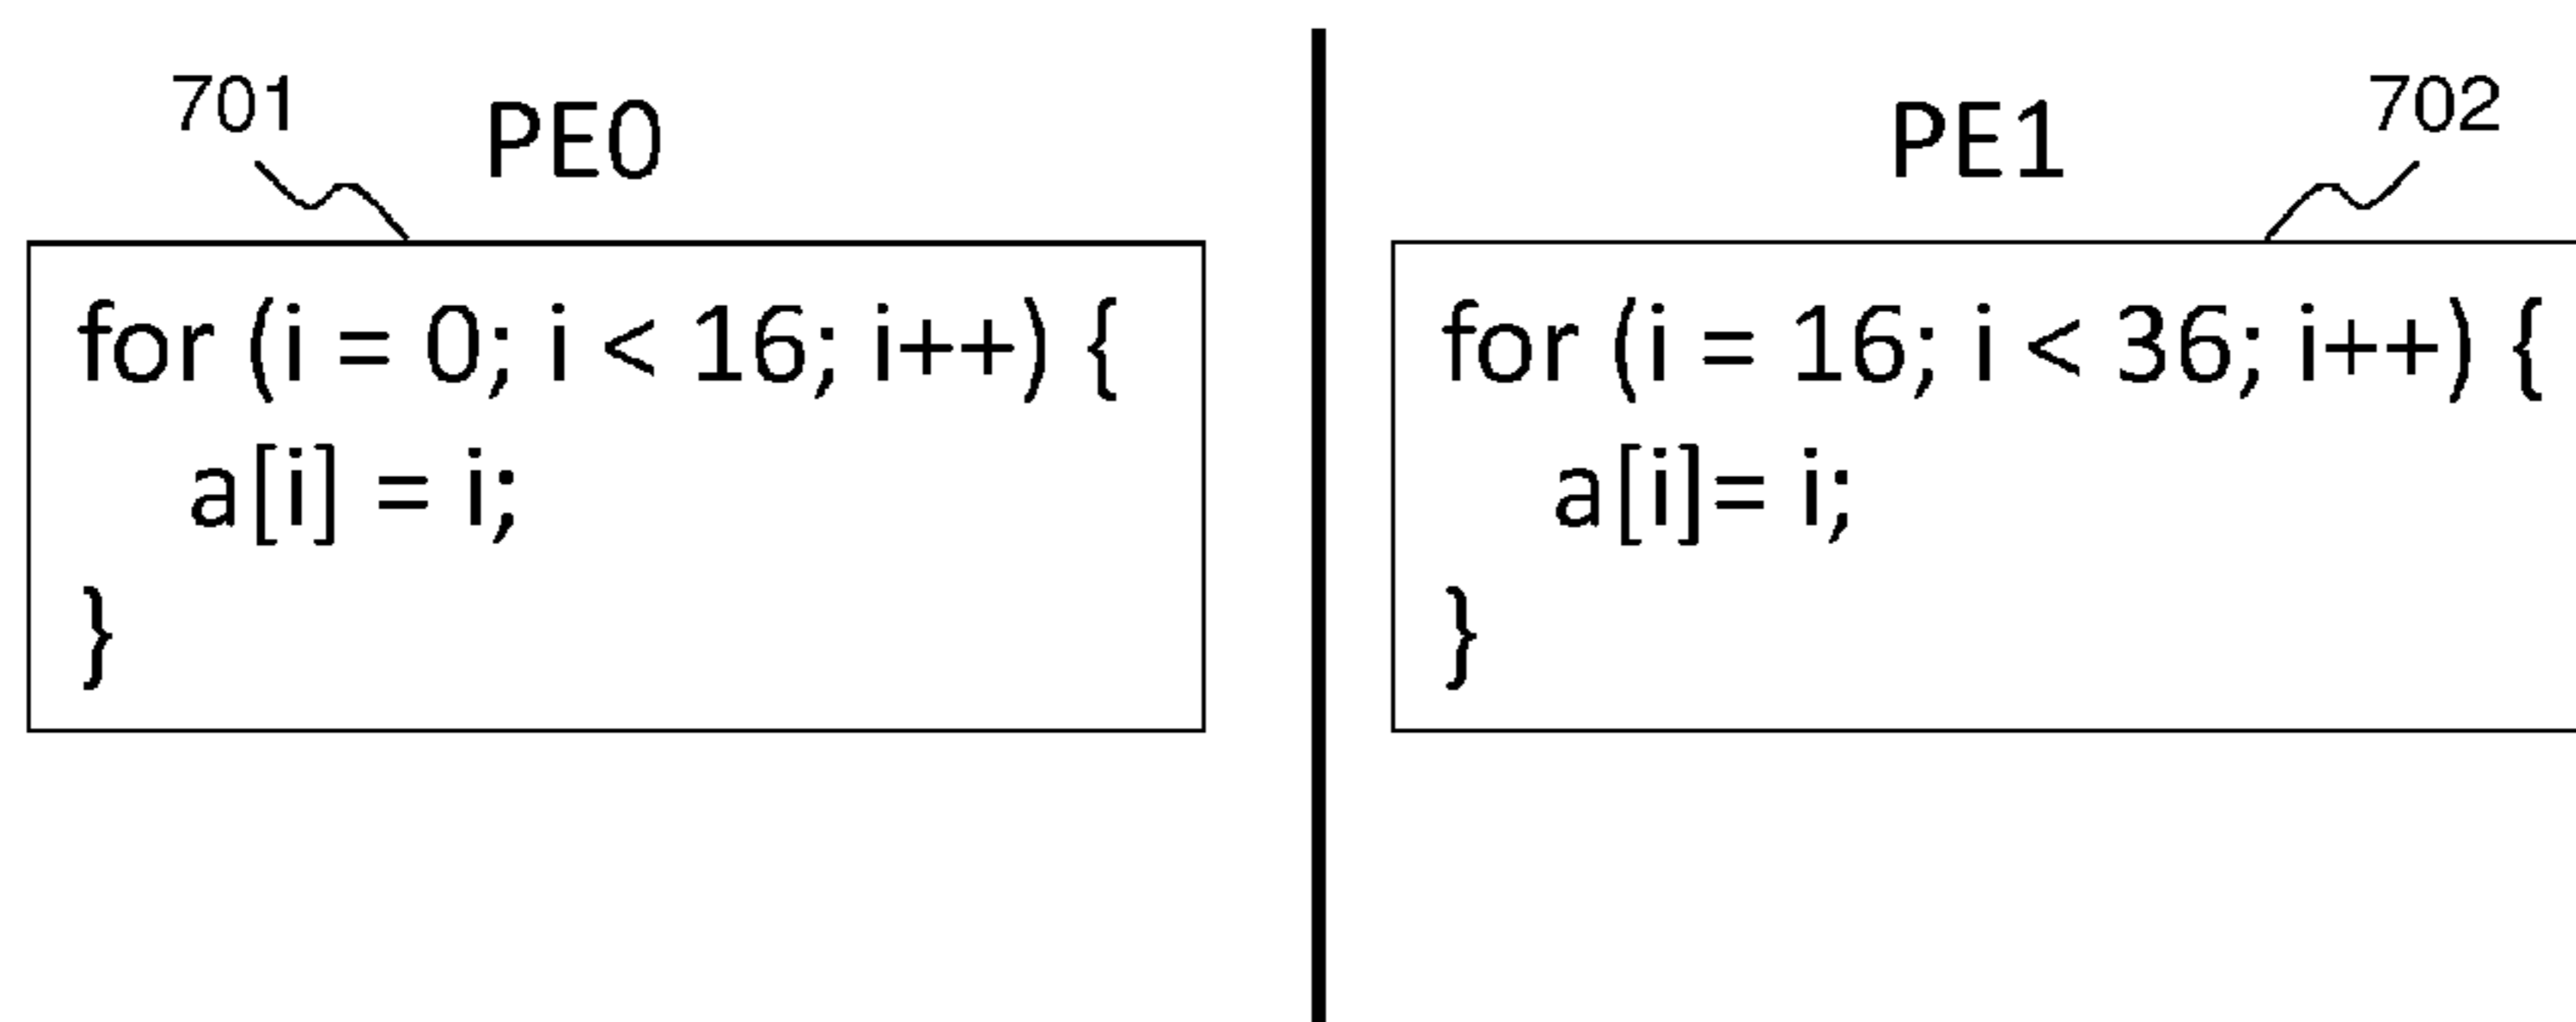 701
PE0
for (i = 0; i < 16; i++) {
a[i] = i;
}
PE1
702
for (i = 16; i < 36; i++) {
a[i]= i;
}